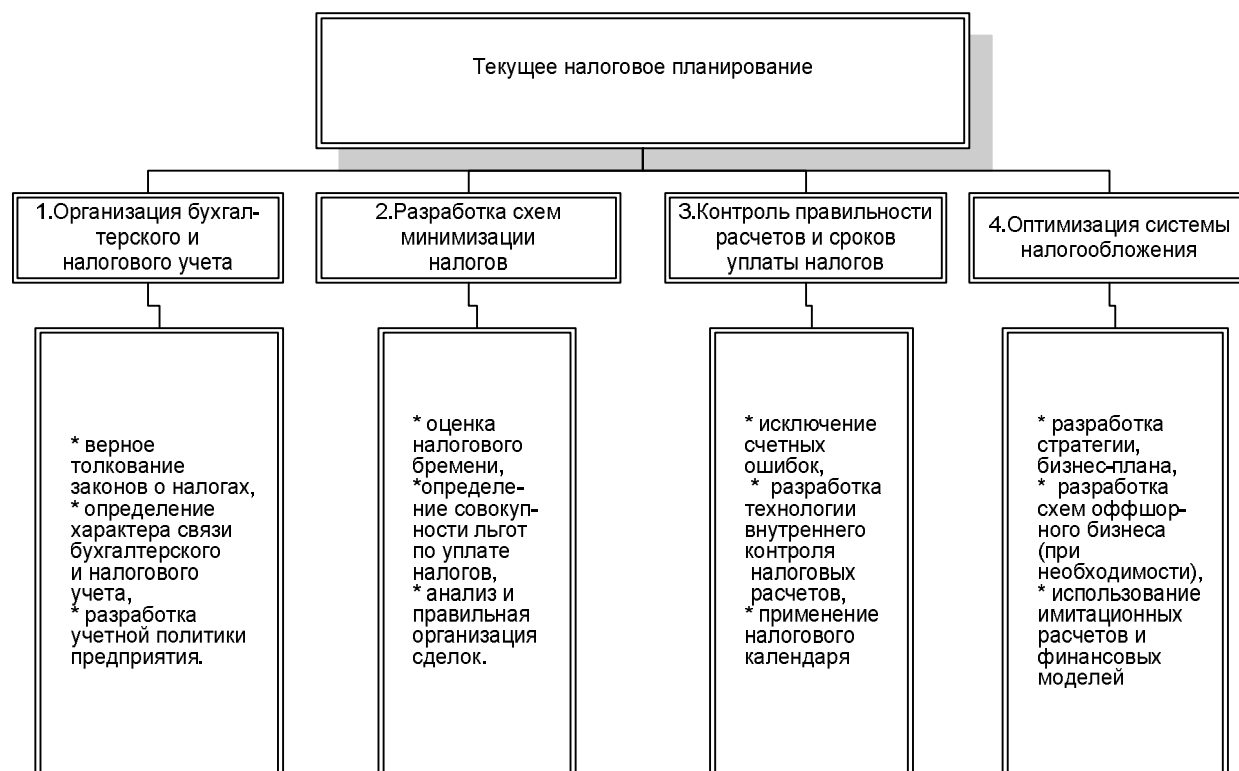 Текущее налоговое планирование
1.Организация бухгал-
терского и
налогового учета
2.Разработка схем
минимизации
налогов
3.Контроль правильности
расчетов и сроков
уплаты налогов
4.Оптимизация системы
налогообложения
* верное
толкование
законов о налогах,
* определение
характера связи
бухгалтерского
и налогового
учета,
* разработка
учетной политики
предприятия.
* оценка
налогового
бремени,
*определе-
ние совокуп-
ности льгот
по уплате
налогов,
* анализ и
правильная
организация
сделок.
* исключение
счетных
ошибок,
* разработка
технологии
внутреннего
контроля
налоговых
расчетов,
* применение
налогового
календаря
* разработка
стратегии,
бизнес-плана,
* разработка
схем оффшор-
ного бизнеса
(при
необходимости),
* использование
имитационных
расчетов и
финансовых
моделей